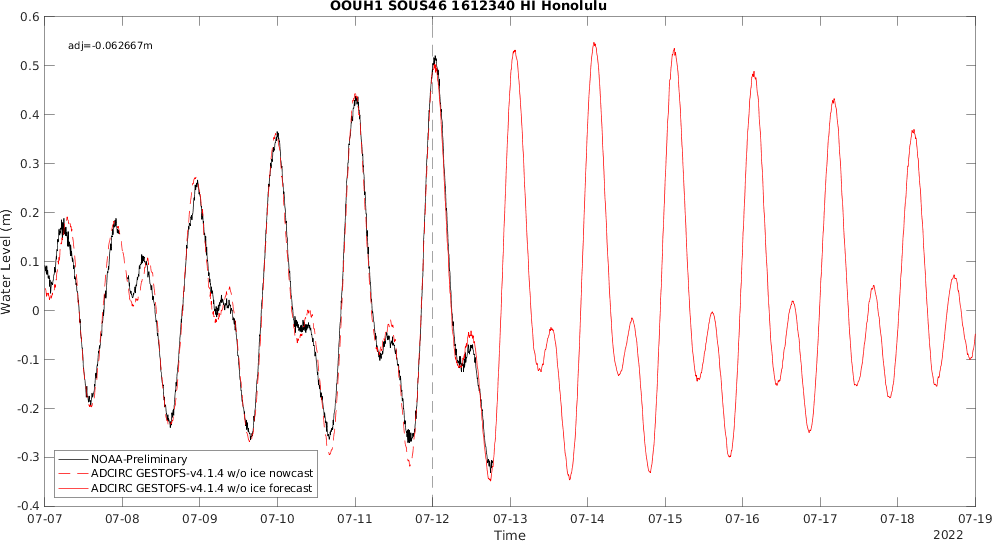 OOUH1 SOUS46 1612340 HI Honolulu
adj=-0.062667m
Water Level (m)
0.6
0.5
0.4
0.3
0.2
0.1
0
-0.1
-0.2
-0.3
-0.4
NOAA-Preliminary
ADCIRC GESTOFS-v4.1.4 w/o ice nowcast
ADCIRC GESTOFS-v4.1.4 w/o ice forecast
07-07 07-08 07-09 07-10 07-11 07-12 07-13 07-14 07-15 07-16 07-17 07-18 07-19
Time
2022